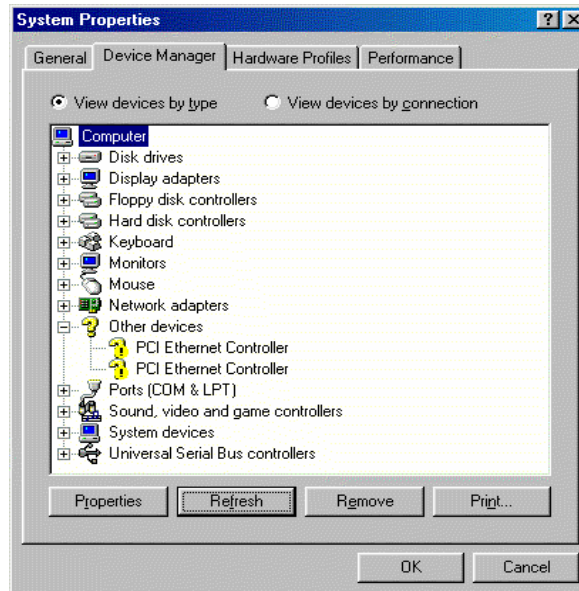 System Properties
General Device Manager Hardware Profiles Performance
View devices by type View devices by connection
Computer
Disk drives
Display adapters
Floppy disk controllers
Hard disk controllers
Keyboard
Monitors
Mouse
Network adapters
Other devices
PCI Ethernet Controller
PCI Ethernet Controller
Ports (COM & LPT)
Sound, video and game controllers
System devices
Universal Serial Bus controllers
Properties Refresh Remove Print...
OK Cancel